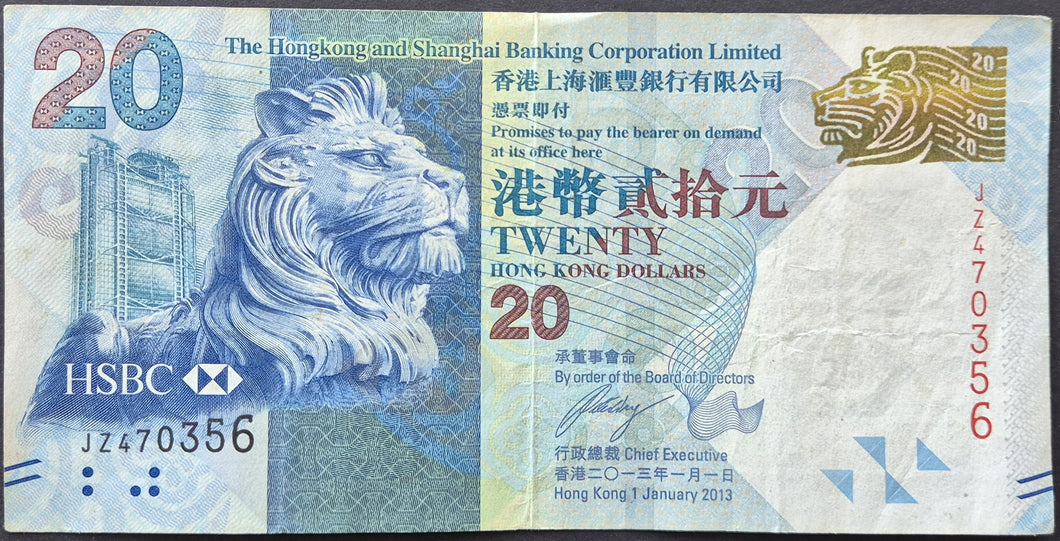 20
The Hongkong and Shanghai Banking Corporation Limited
香港上海滙豐銀行有限公司
憑票即付
Promises to pay the bearer on demand
at its office here
港幣貳拾元
TWENTY
HONG KONG DOLLARS
20
承董事會命
By order of the Board of Directors
行政總裁 Chief Executive
香港二〇一三年一月一日
Hong Kong 1 January 2013
HSBC
JZ470356
20
20
20
20
JZ470356